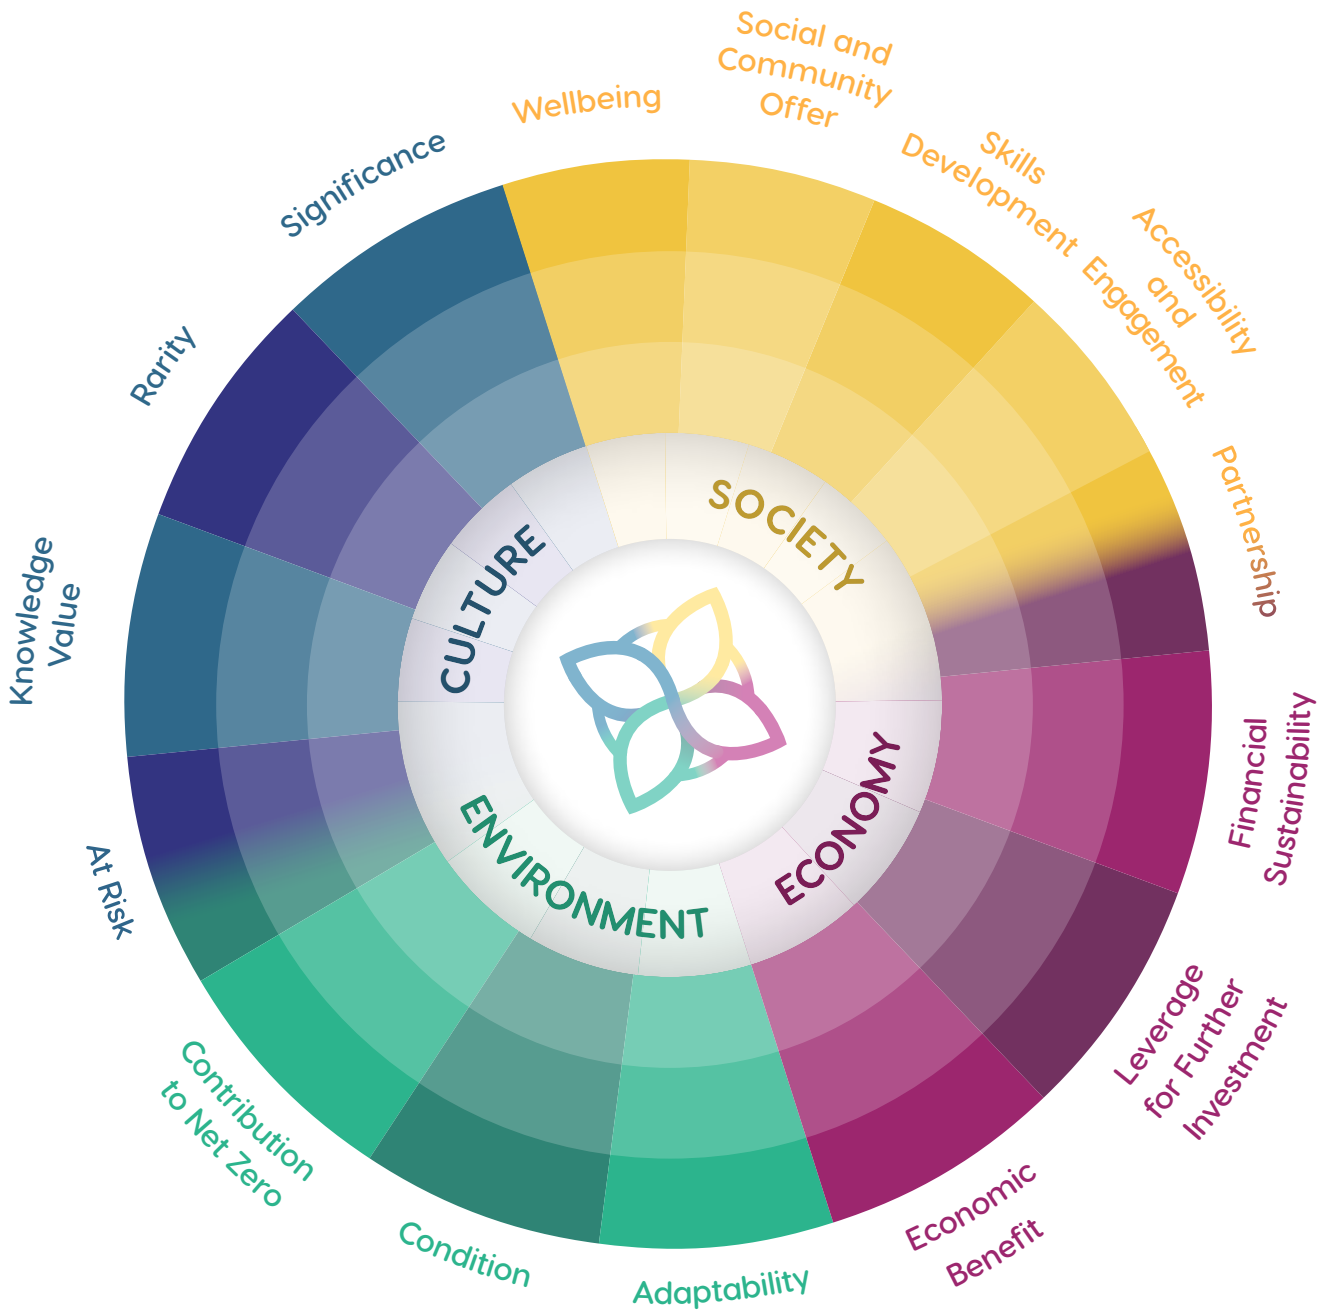 Social and
Community
Offer
Skills
Development
Accessibility
and
Engagement
Partnership
Financial
Sustainability
Leverage
for Further
Investment
Economic
Benefit
Adaptability
Condition
Contribution
to Net Zero
At Risk
Knowledge
Value
Rarity
Significance
Wellbeing
SOCIETY
ECONOMY
ENVIRONMENT
CULTURE